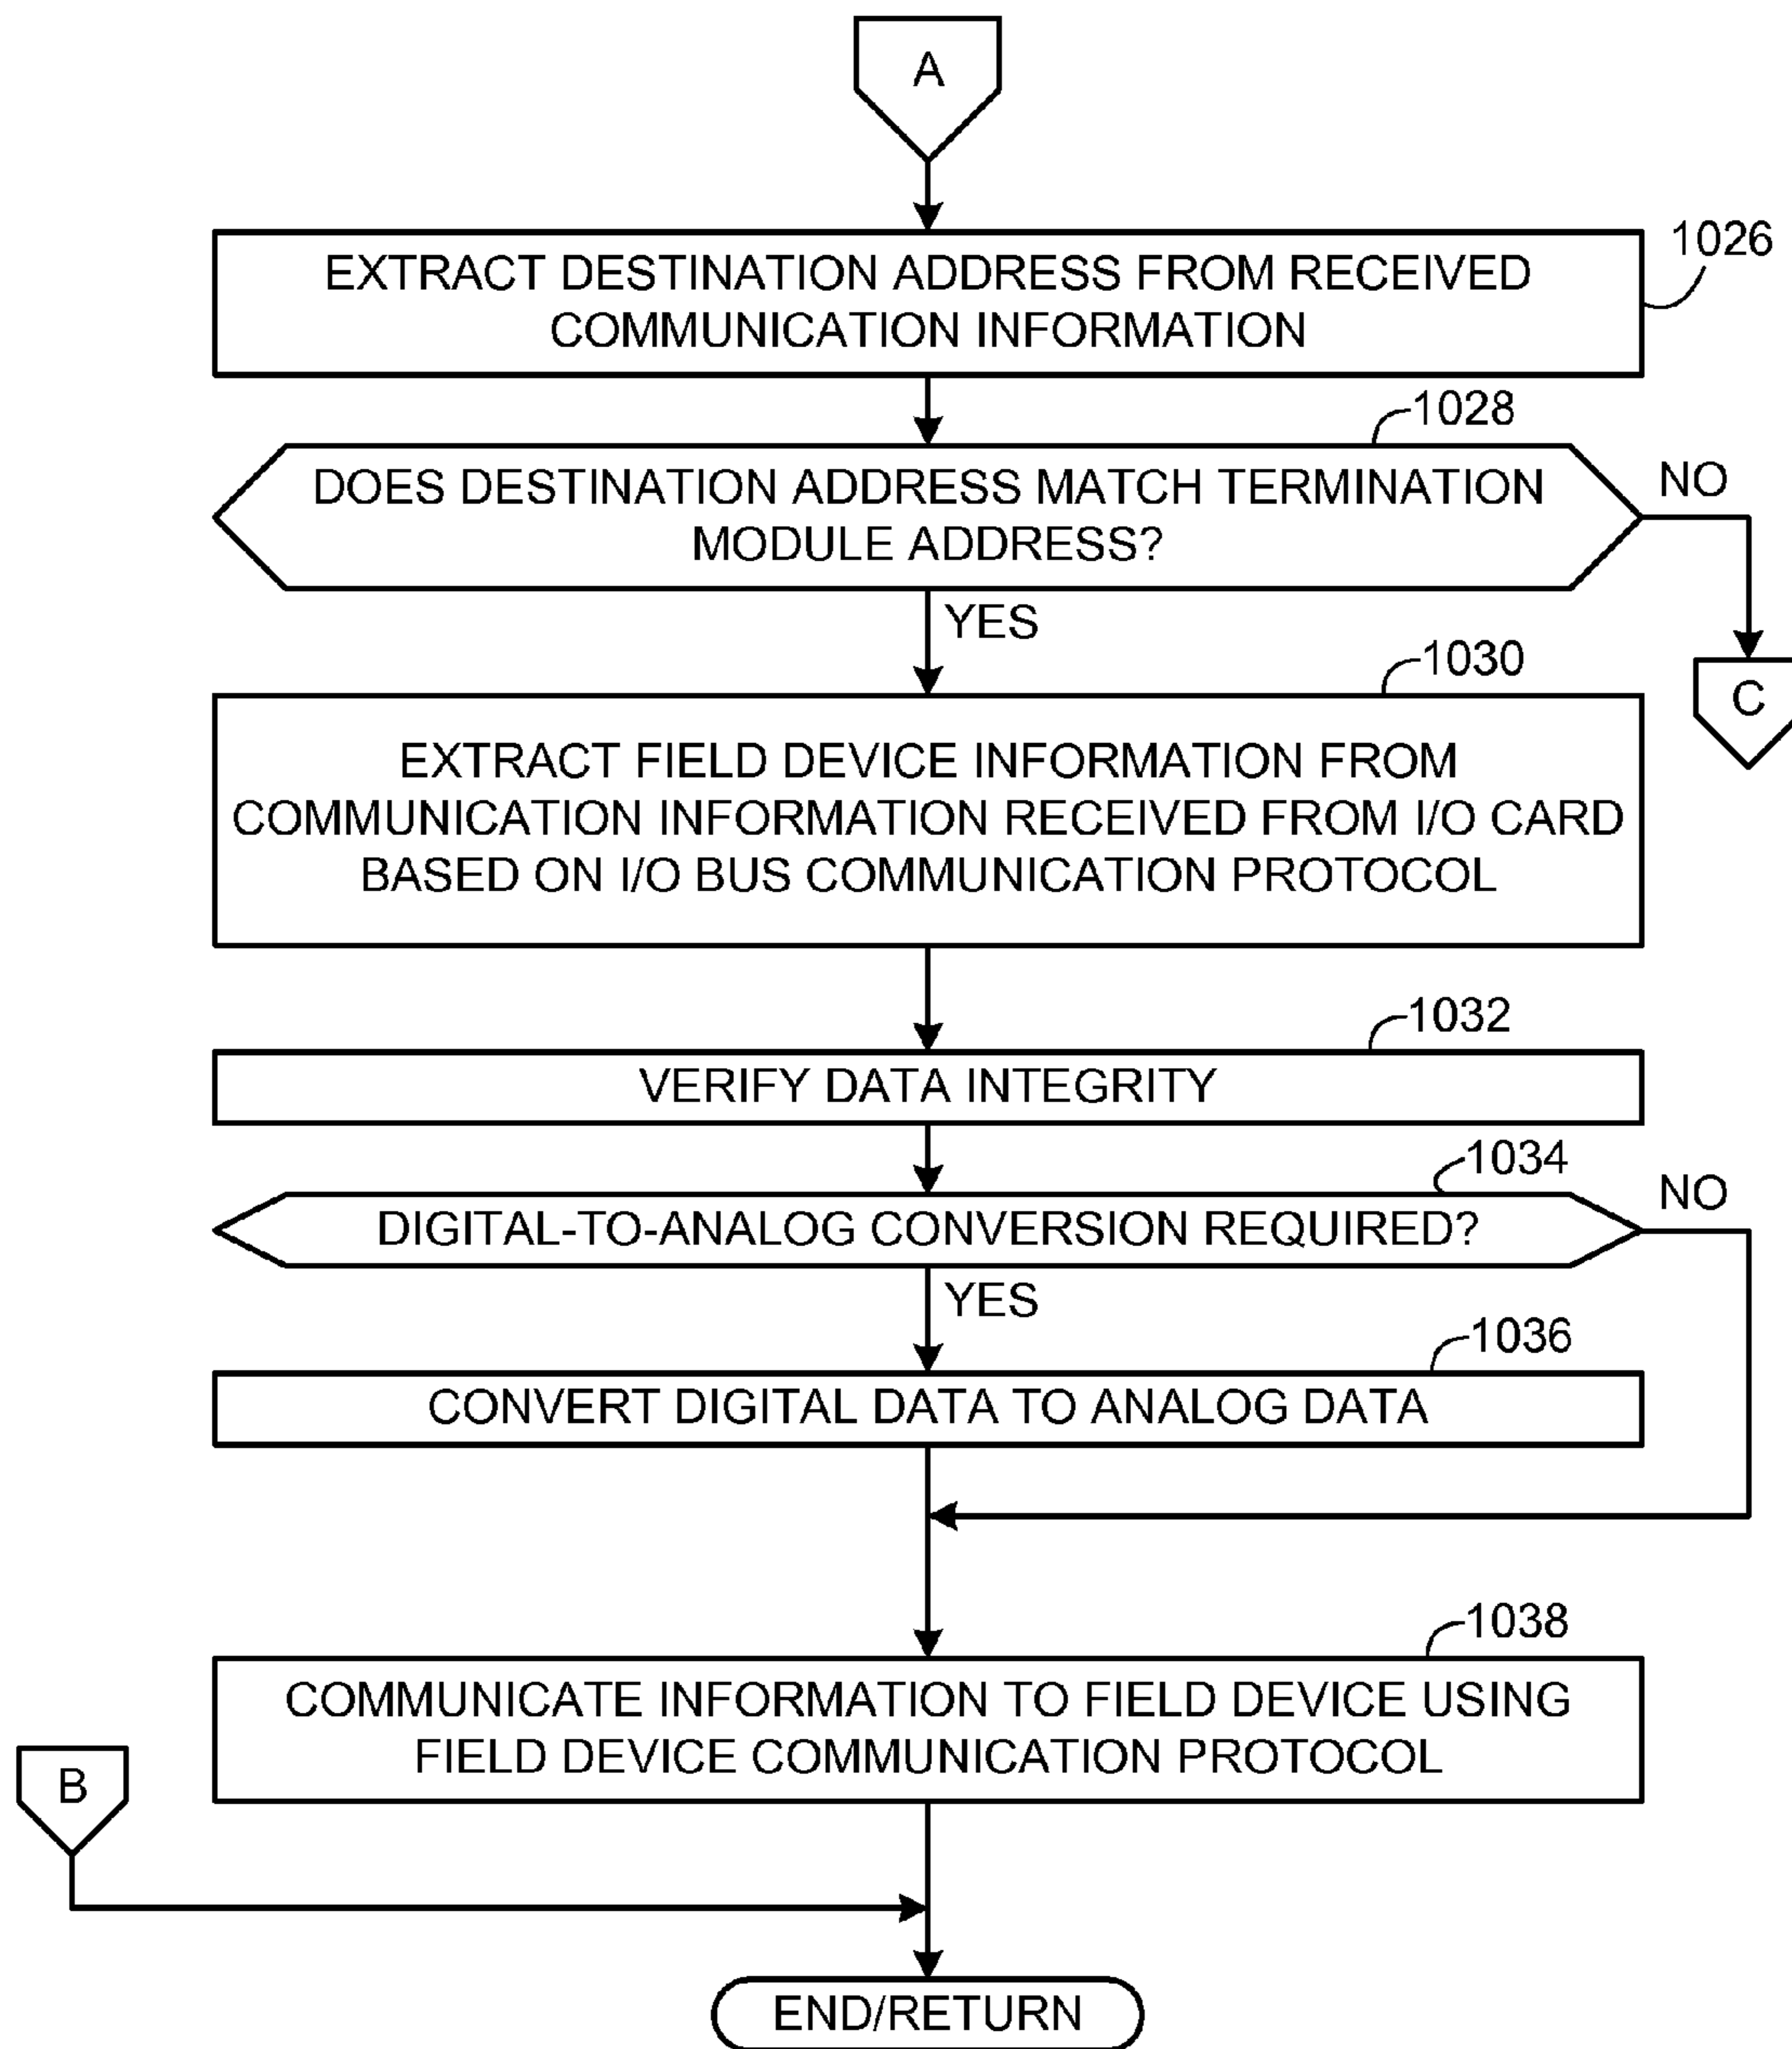 A
EXTRACT DESTINATION ADDRESS FROM RECEIVED
COMMUNICATION INFORMATION
1026
1028
DOES DESTINATION ADDRESS MATCH TERMINATION
MODULE ADDRESS?
NO
YES
C
1030
EXTRACT FIELD DEVICE INFORMATION FROM
COMMUNICATION INFORMATION RECEIVED FROM I/O CARD
BASED ON I/O BUS COMMUNICATION PROTOCOL
1032
VERIFY DATA INTEGRITY
1034
DIGITAL-TO-ANALOG CONVERSION REQUIRED?
NO
YES
1036
CONVERT DIGITAL DATA TO ANALOG DATA
1038
COMMUNICATE INFORMATION TO FIELD DEVICE USING
FIELD DEVICE COMMUNICATION PROTOCOL
B
END/RETURN